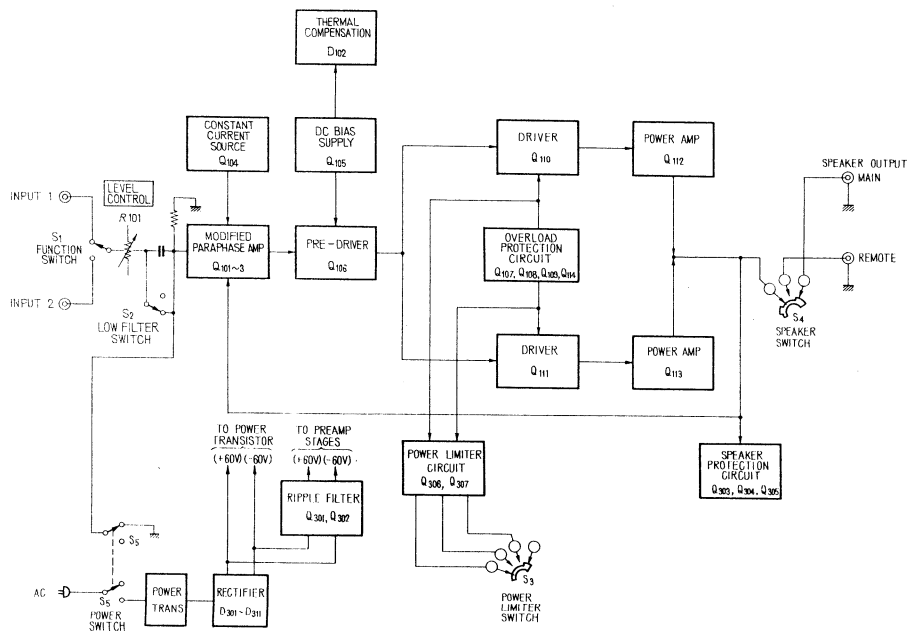 THERMAL
COMPENSATION
D102
CONSTANT
CURRENT
SOURCE
Q104
DC BIAS
SUPPLY
Q105
DRIVER
Q110
POWER AMP
Q112
SPEAKER OUTPUT
MAIN
INPUT 1
LEVEL
CONTROL
R101
S1
FUNCTION
SWITCH
MODIFIED
PARAPHASE AMP
Q101~3
PRE-DRIVER
Q106
OVERLOAD
PROTECTION
CIRCUIT
Q107, Q108, Q109, Q114
REMOTE
INPUT 2
S2
LOW FILTER
SWITCH
S4
SPEAKER
SWITCH
DRIVER
Q111
POWER AMP
Q113
TO POWER
TRANSISTOR
(+60V)(-60V)
TO PREAMP
STAGES
(+60V)(-60V)
POWER LIMITER
CIRCUIT
Q306, Q307
SPEAKER
PROTECTION
CIRCUIT
Q303, Q304, Q305
RIPPLE FILTER
Q301, Q302
S5
S3
POWER
LIMITER
SWITCH
AC
S5
POWER
SWITCH
POWER
TRANS
RECTIFIER
D301~D311